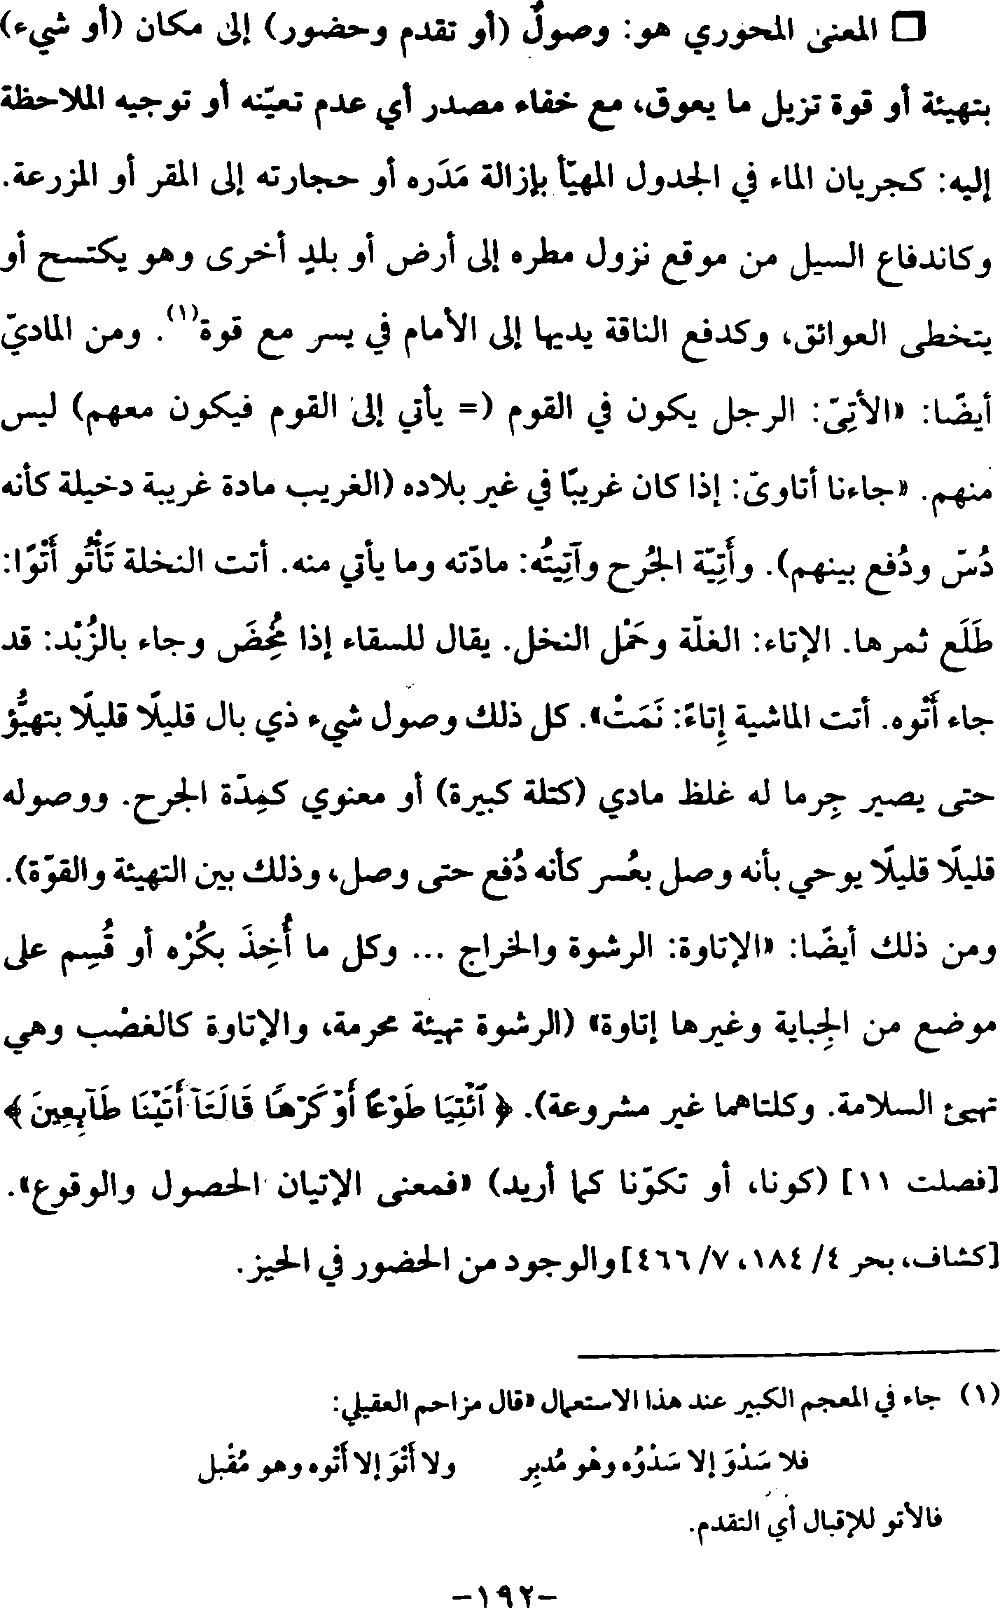 □ المعنى المحوري هو: وصولٌ (أو تقدم وحضور) إلى مكان (أو شيء)
بتهيئة أو قوة تزيل ما يعوق، مع خفاء مصدر أي عدم تعيّنه أو توجيه الملاحظة
إليه: كجريان الماء في الجدول المهيّأ بإزالة مَدَره أو حجارته إلى المقر أو المزرعة.
وكاندفاع السيل من موقع نزول مطره إلى أرض أو بلدٍ أخرى وهو يكتسح أو
يتخطى العوائق، وكدفع الناقة يديها إلى الأمام في يسر مع قوة(١). ومن الماديّ
أيضًا: «الأتِىّ: الرجل يكون في القوم (= يأتي إلى القوم فيكون معهم) ليس
منهم. «جاءنا أتاوىّ: إذا كان غريبًا في غير بلاده (الغريب مادة غريبة دخيلة كأنه
دُسّ ودُفع بينهم). وأَتِيّة الجُرح وآتِيتُه: مادّته وما يأتي منه. أتت النخلة تَأْتُو أَتْوًا:
طَلَع ثمرها. الإتاء: الغلّة وحَمْل النخل. يقال للسقاء إذا مُخِضَ وجاء بالزُبْد: قد
جاء أَتْوه. أتت الماشية إِتاءً: نَمَتْ». كل ذلك وصول شيء ذي بال قليلًا قليلًا بتهيُّؤ
حتى يصير جِرما له غلظ مادي (كتلة كبيرة) أو معنوي كمِدّة الجرح. ووصوله
قليلًا قليلًا يوحي بأنه وصل بعُسر كأنه دُفع حتى وصل، وذلك بين التهيئة والقوّة).
ومن ذلك أيضًا: «الإتاوة: الرشوة والخراج ... وكل ما أُخِذَ بكُرْه أو قُسِم على
موضع من الجِباية وغيرها إتاوة» (الرشوة تهيئة محرمة، والإتاوة كالغصْب وهي
تهيئ السلامة. وكلتاهما غير مشروعة). ﴿ ٱئْتِيَا طَوْعًا أَوْ كَرْهًا قَالَتَآ أَتَيْنَا طَآئِعِينَ ﴾
[فصلت ١١] (كونا، أو تكوّنا كما أريد) «فمعنى الإتيان الحصول والوقوع».
[كشاف، بحر ٤/ ١٨٤، ٧/ ٤٦٦] والوجود من الحضور في الحيز.
(١) جاء في المعجم الكبير عند هذا الاستعمال «قال مزاحم العقيلي:
فلا سَدْوَ إلا سَدْوُه وهْو مُدبِر ولا أَتْوَ إلا أَتْوه وهو مُقْبل
فالأتو للإقبال أي التقدم.
-١٩٢-